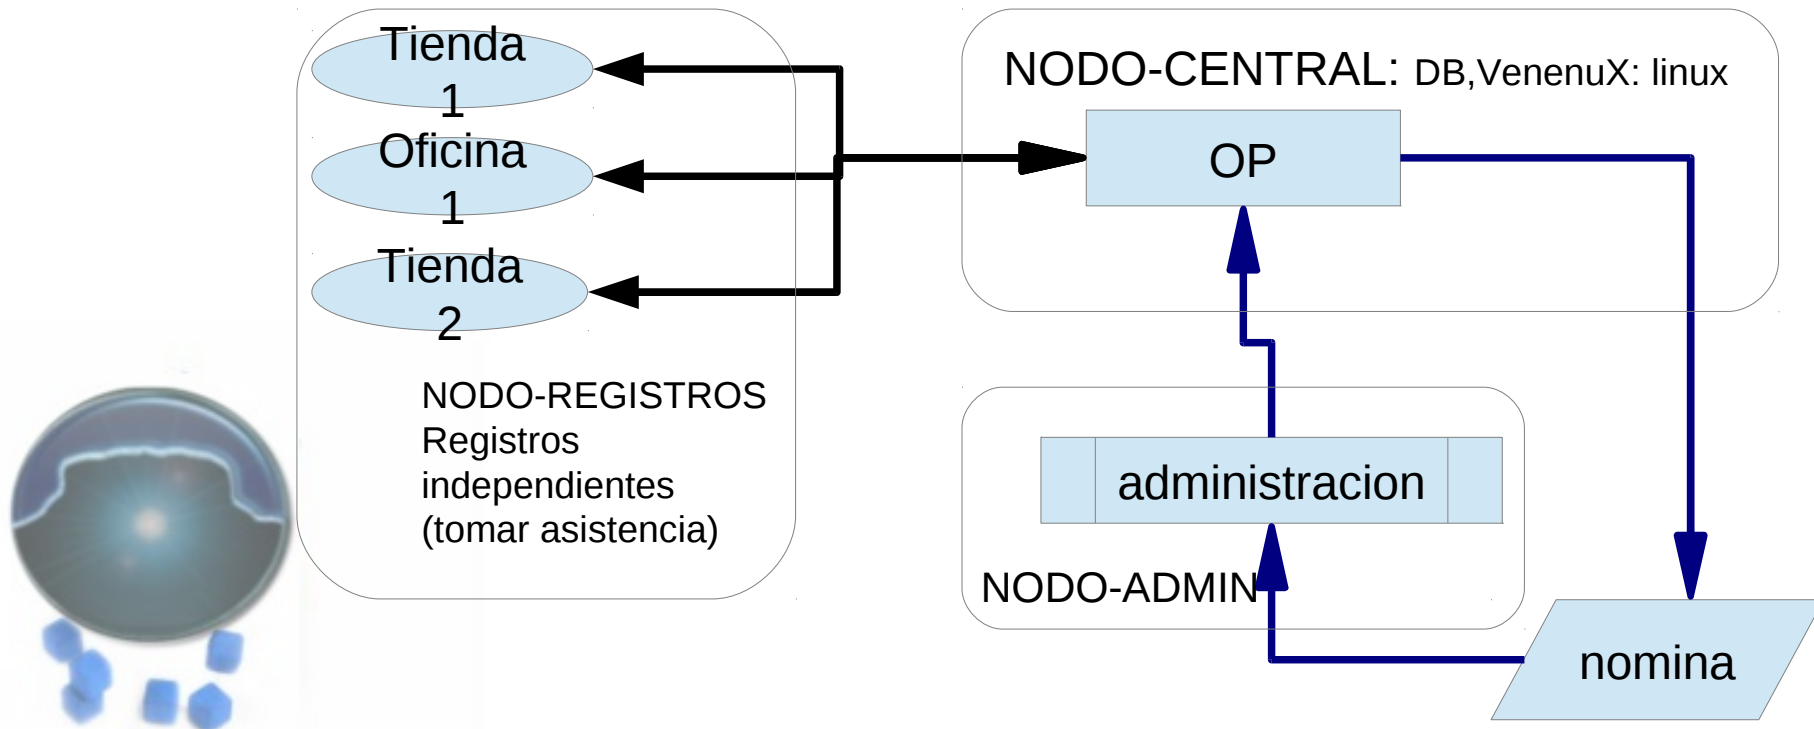 Tienda
1
Oficina
1
Tienda
2
NODO-REGISTROS
Registros
independientes
(tomar asistencia)
NODO-CENTRAL: DB,VenenuX: linux
OP
administracion
NODO-ADMIN
nomina